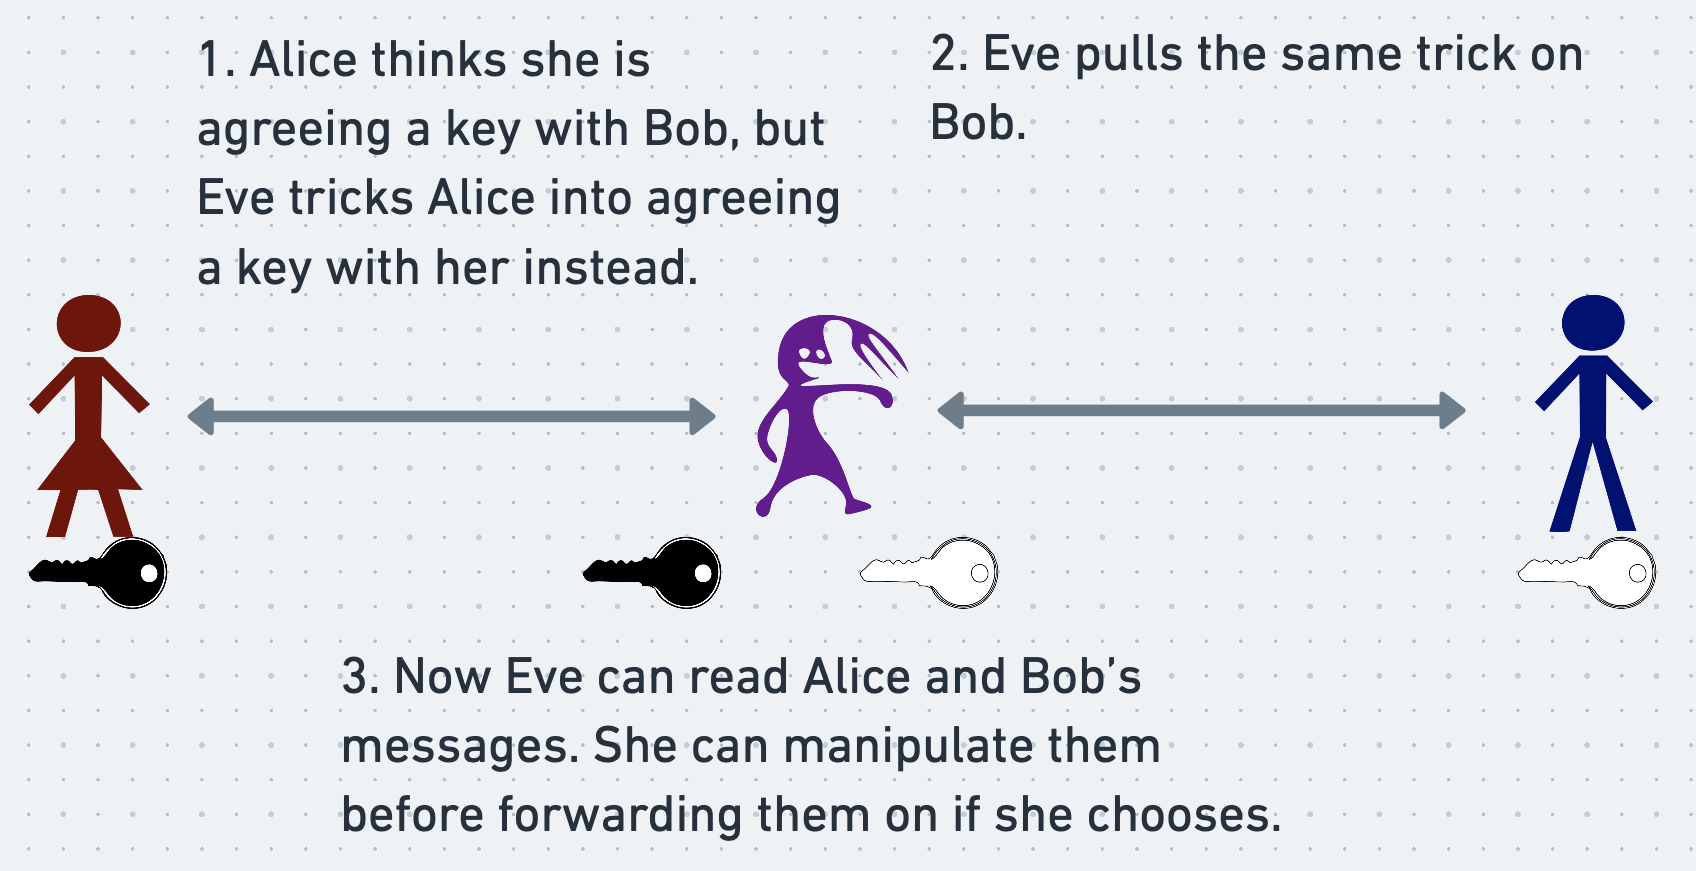 1. Alice thinks she is
agreeing a key with Bob, but
Eve tricks Alice into agreeing
a key with her instead.
2. Eve pulls the same trick on
Bob.
3. Now Eve can read Alice and Bob’s
messages. She can manipulate them
before forwarding them on if she chooses.